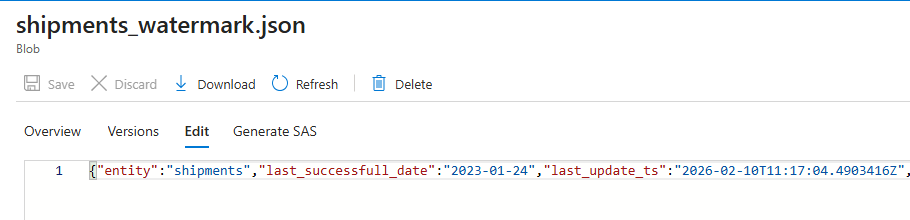 shipments_watermark.json
Blob
Save Discard Download Refresh Delete
Overview Versions Edit Generate SAS
1 {"entity":"shipments","last_successfull_date":"2023-01-24","last_update_ts":"2026-02-10T11:17:04.4903416Z",